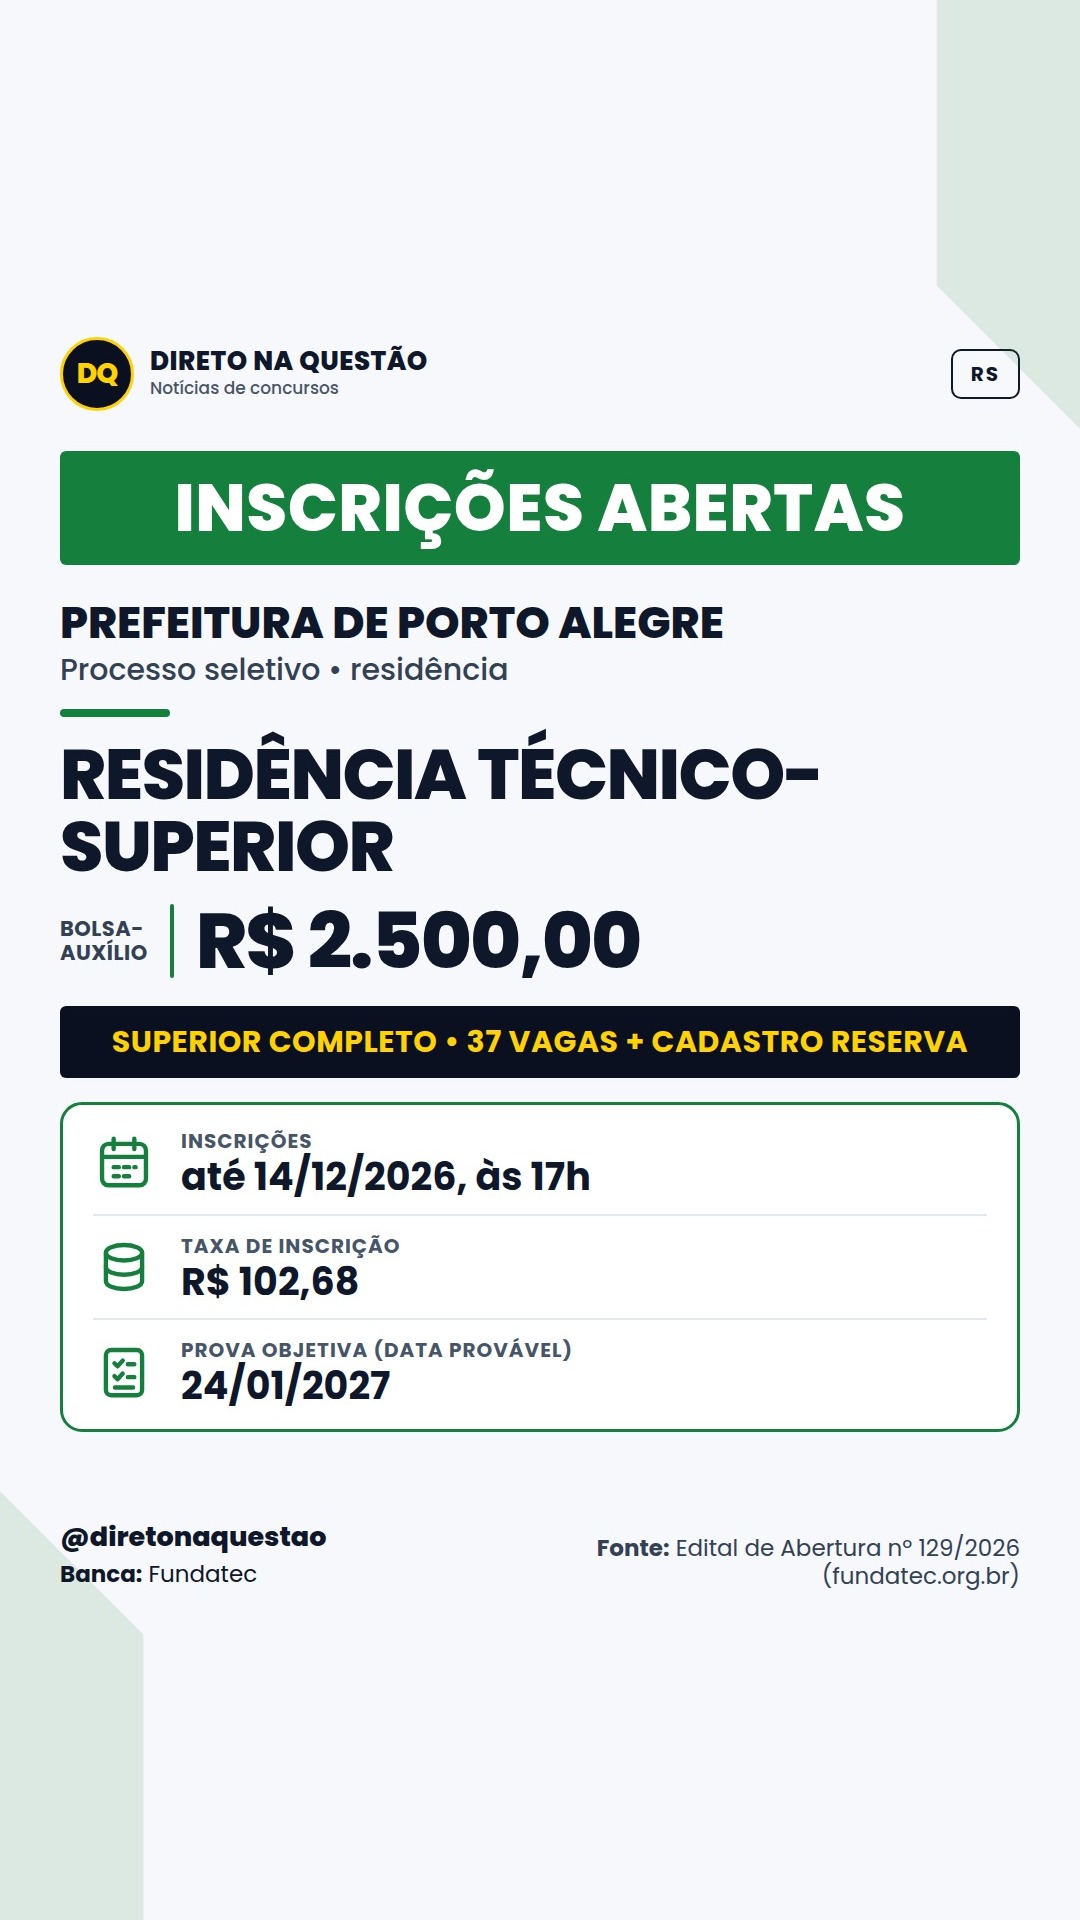 DQ
DIRETO NA QUESTÃO
Notícias de concursos
RS
INSCRIÇÕES ABERTAS
PREFEITURA DE PORTO ALEGRE
Processo seletivo • residência
RESIDÊNCIA TÉCNICO-
SUPERIOR
BOLSA-
AUXÍLIO
R$ 2.500,00
SUPERIOR COMPLETO • 37 VAGAS + CADASTRO RESERVA
INSCRIÇÕES
até 14/12/2026, às 17h
TAXA DE INSCRIÇÃO
R$ 102,68
PROVA OBJETIVA (DATA PROVÁVEL)
24/01/2027
@diretonaquestao
Banca: Fundatec
Fonte: Edital de Abertura nº 129/2026
(fundatec.org.br)